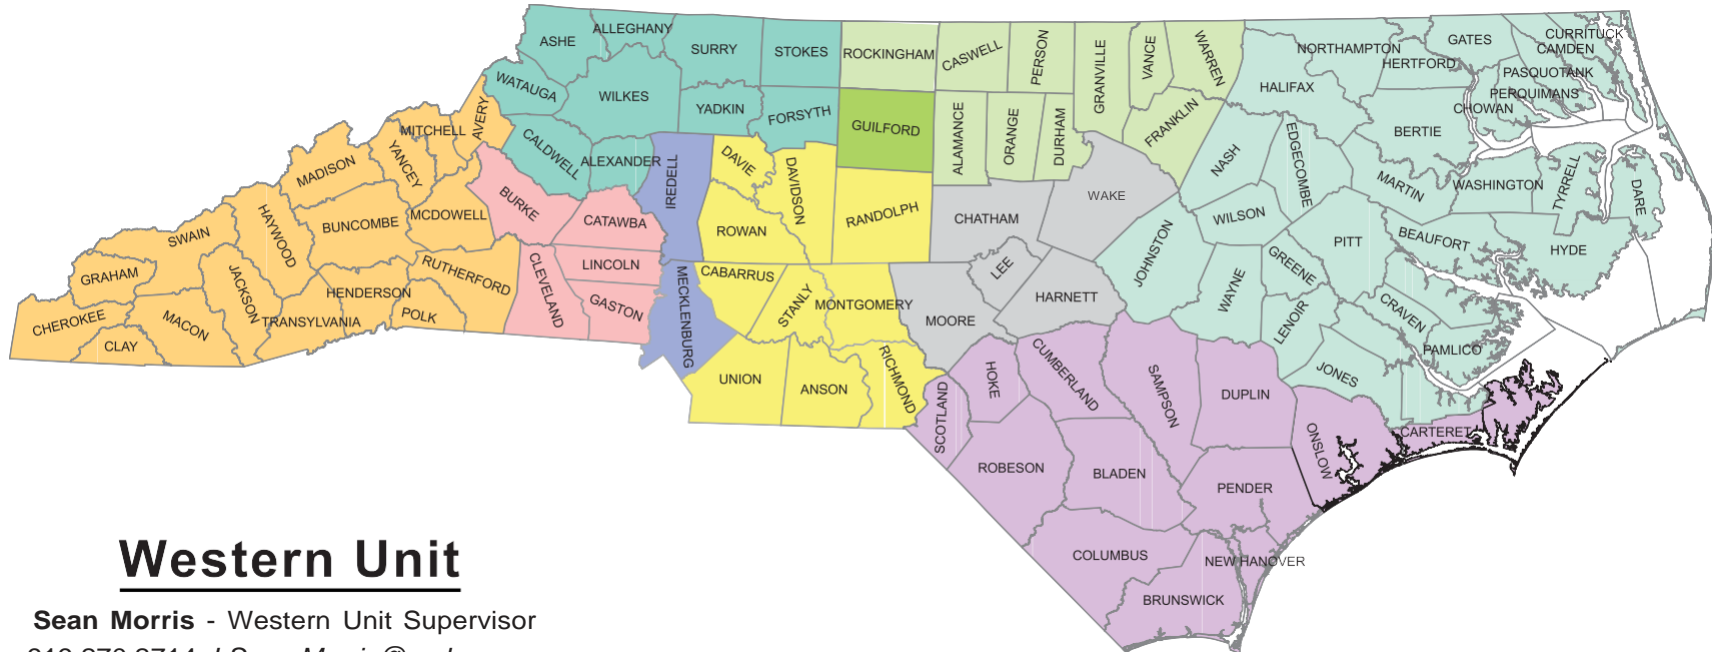 ALLEGHANY
ASHE
SURRY
STOKES
ROCKINGHAM
CASWELL
PERSON
GRANVILLE
VANCE
WARREN
NORTHAMPTON
GATES
CURRITUCK
CAMDEN
HERTFORD
PASQUOTANK
PERQUIMANS
CHOWAN
HALIFAX
WATAUGA
WILKES
YADKIN
FORSYTH
GUILFORD
ALAMANCE
ORANGE
DURHAM
FRANKLIN
BERTIE
AVERY
MITCHELL
YANCEY
CALDWELL
ALEXANDER
IREDELL
DAVIE
DAVIDSON
NASH
EDGECOMBE
MARTIN
WASHINGTON
TYRRELL
DARE
MADISON
BURKE
CATAWBA
ROWAN
RANDOLPH
CHATHAM
WAKE
WILSON
PITT
BEAUFORT
HYDE
HAYWOOD
BUNCOMBE
MCDOWELL
SWAIN
GRAHAM
JACKSON
HENDERSON
RUTHERFORD
CLEVELAND
LINCOLN
GASTON
MECKLENBURG
CABARRUS
STANLY
MONTGOMERY
LEE
HARNETT
JOHNSTON
WAYNE
GREENE
LENOIR
CRAVEN
PAMLICO
CHEROKEE
CLAY
MACON
TRANSYLVANIA
POLK
MOORE
UNION
ANSON
RICHMOND
SCOTLAND
HOKE
CUMBERLAND
SAMPSON
DUPLIN
JONES
ONSLOW
CARTERET
ROBESON
BLADEN
PENDER
COLUMBUS
NEW HANOVER
BRUNSWICK
Western Unit
Sean Morris - Western Unit Supervisor